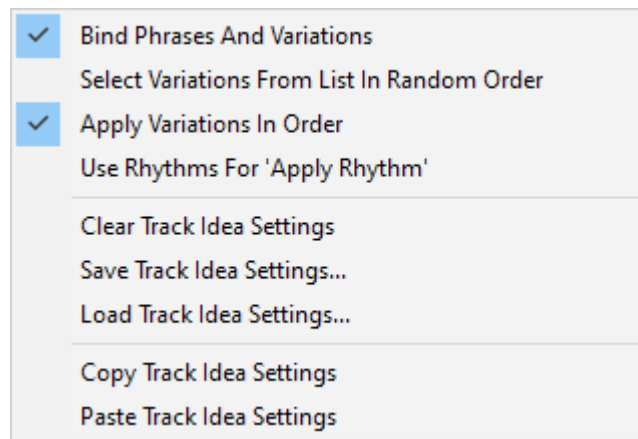 Bind Phrases And Variations
Select Variations From List In Random Order
Apply Variations In Order
Use Rhythms For 'Apply Rhythm'
Clear Track Idea Settings
Save Track Idea Settings...
Load Track Idea Settings...
Copy Track Idea Settings
Paste Track Idea Settings